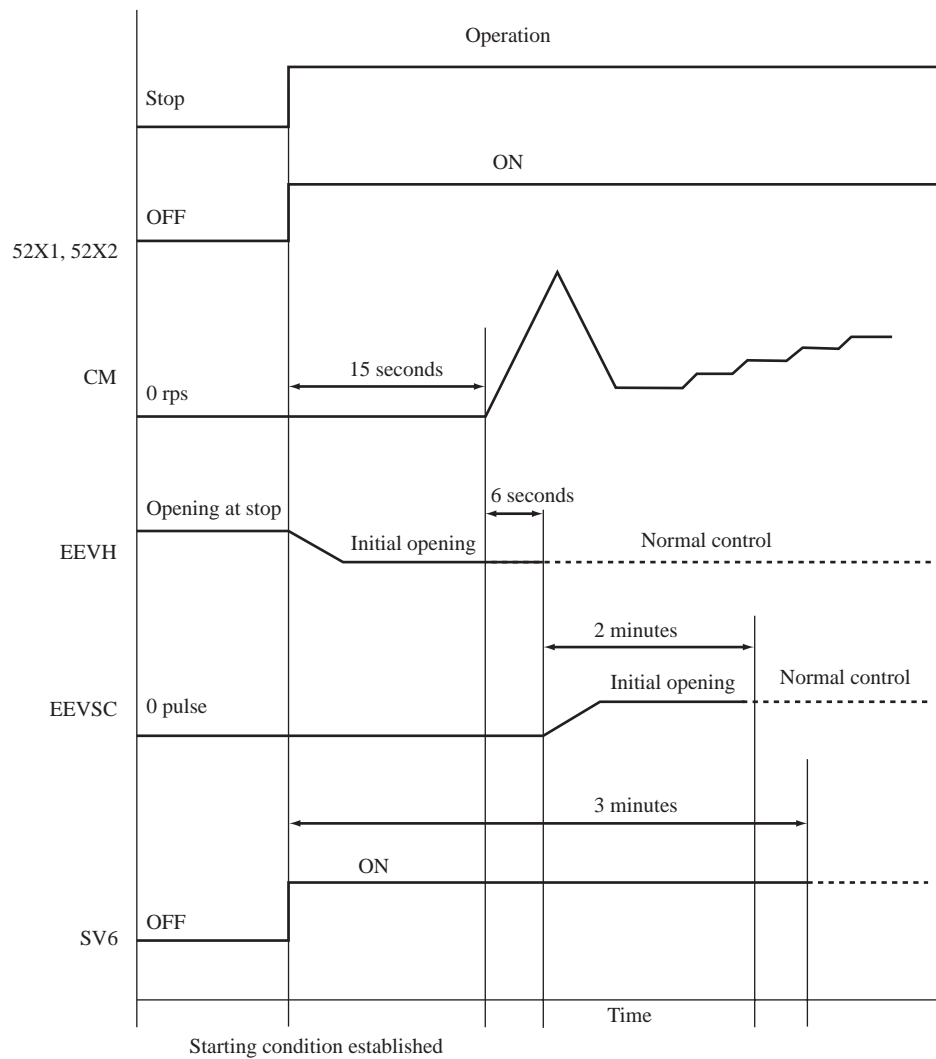 Operation
Stop
ON
OFF
52X1, 52X2
15 seconds
CM
0 rps
6 seconds
Opening at stop
Initial opening
Normal control
EEVH
2 minutes
Initial opening
Normal control
EEVSC
0 pulse
3 minutes
ON
OFF
SV6
Time
Starting condition established